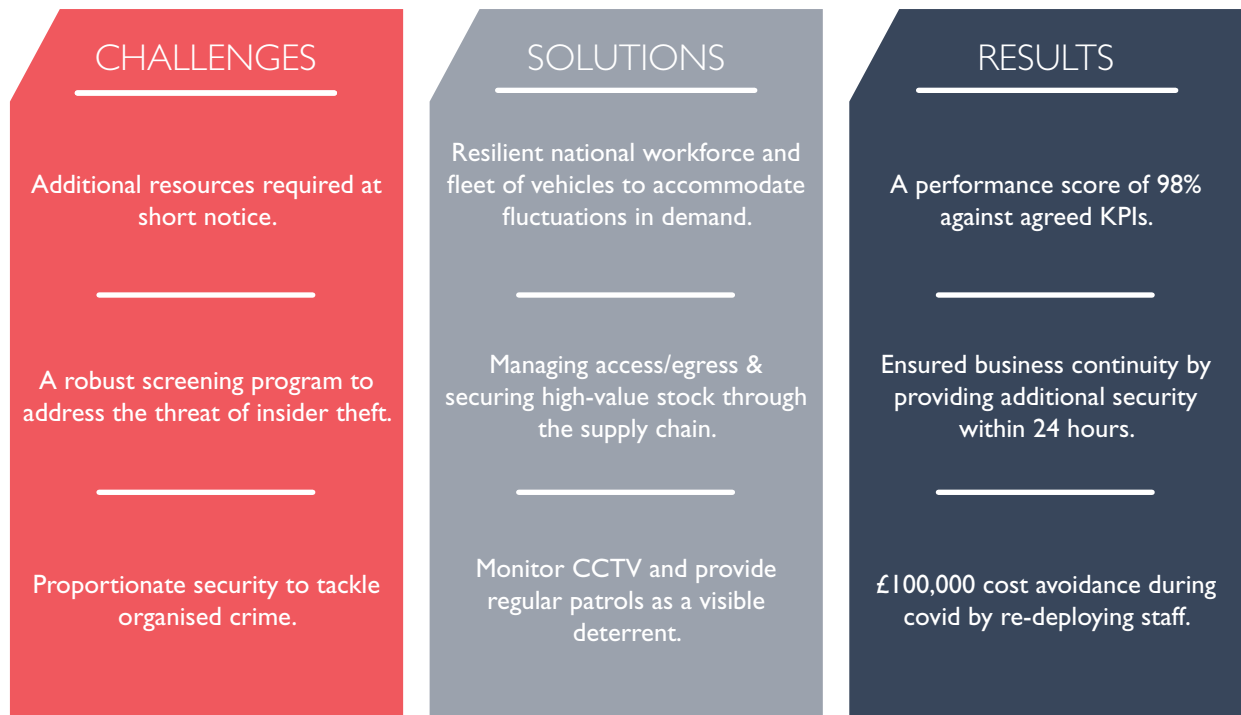 CHALLENGES
Additional resources required at
short notice.
A robust screening program to
address the threat of insider theft.
Proportionate security to tackle
organised crime.
SOLUTIONS
Resilient national workforce and
fleet of vehicles to accommodate
fluctuations in demand.
Managing access/egress &
securing high-value stock through
the supply chain.
Monitor CCTV and provide
regular patrols as a visible
deterrent.
RESULTS
A performance score of 98%
against agreed KPIs.
Ensured business continuity by
providing additional security
within 24 hours.
£100,000 cost avoidance during
covid by re-deploying staff.